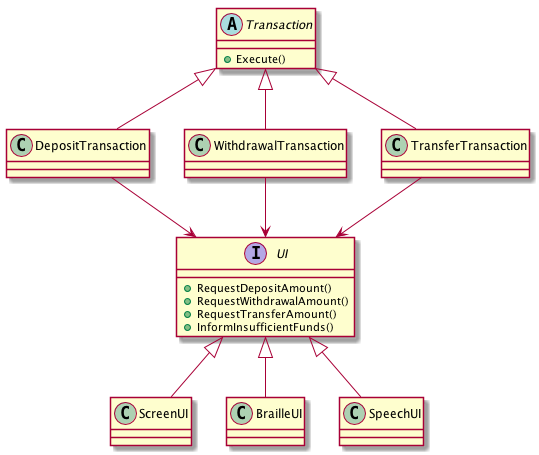 A Transaction
Execute()
C DepositTransaction
C WithdrawalTransaction
C TransferTransaction
I UI
RequestDepositAmount()
RequestWithdrawalAmount()
RequestTransferAmount()
InformInsufficientFunds()
C ScreenUI
C BrailleUI
C SpeechUI